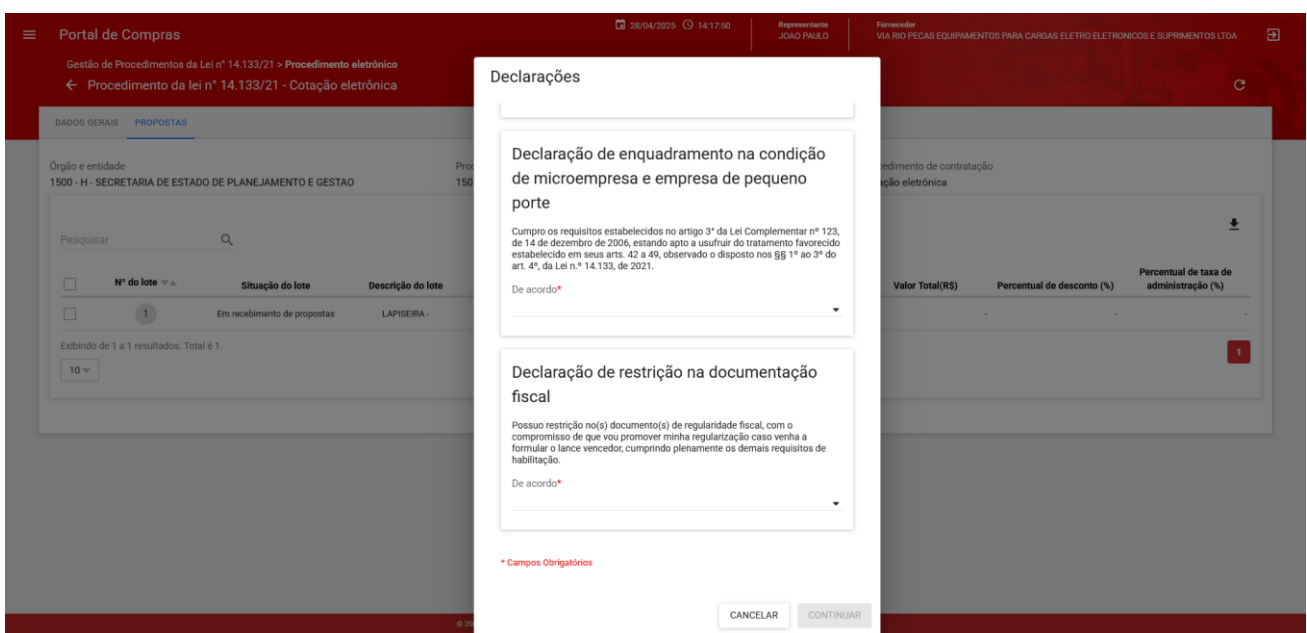 Portal de Compras
28/04/2025 14:17:50
Representante
JOAO PAULO
Fornecedor
VIA RIO PECAS EQUIPAMENTOS PARA CARGAS ELETRO ELETRONICOS E SUPRIMENTOS LTDA
Gestão de Procedimentos da Lei n° 14.133/21 > Procedimento eletrônico
Procedimento da lei n° 14.133/21 - Cotação eletrônica
DADOS GERAIS PROPOSTAS
Órgão e entidade
1500 - H - SECRETARIA DE ESTADO DE PLANEJAMENTO E GESTAO
Proc
150
edimento de contratação
ação eletrônica
Pesquisar
Nº do lote Situação do lote Descrição do lote Valor Total(R$) Percentual de desconto (%) Percentual de taxa de
administração (%)
1 Em recebimento de propostas LAPISEIRA - - - -
Exibindo de 1 a 1 resultados. Total é 1.
10
1
Declarações
Declaração de enquadramento na condição
de microempresa e empresa de pequeno
porte
Cumpro os requisitos estabelecidos no artigo 3° da Lei Complementar nº 123,
de 14 de dezembro de 2006, estando apto a usufruir do tratamento favorecido
estabelecido em seus arts. 42 a 49, observado o disposto nos §§ 1º ao 3º do
art. 4º, da Lei n.º 14.133, de 2021.
De acordo*
Declaração de restrição na documentação
fiscal
Possuo restrição no(s) documento(s) de regularidade fiscal, com o
compromisso de que vou promover minha regularização caso venha a
formular o lance vencedor, cumprindo plenamente os demais requisitos de
habilitação.
De acordo*
* Campos Obrigatórios
CANCELAR CONTINUAR
© 20